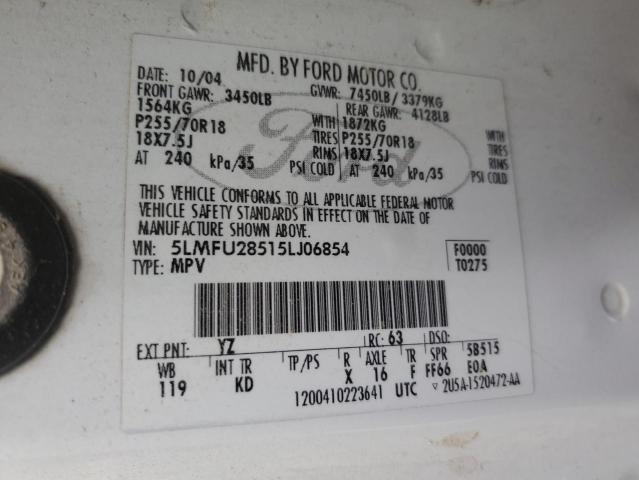 MFD. BY FORD MOTOR CO.
DATE: 10/04 GVWR: 7450LB / 3379KG
FRONT GAWR: 3450LB REAR GAWR: 4128LB
1564KG WITH 1872KG WITH
P255/70R18 TIRES P255/70R18 TIRES
18X7.5J RIMS 18X7.5J RIMS
AT 240 kPa/35 PSI COLD AT 240 kPa/35 PSI COLD
Ford
THIS VEHICLE CONFORMS TO ALL APPLICABLE FEDERAL MOTOR
VEHICLE SAFETY STANDARDS IN EFFECT ON THE DATE OF
MANUFACTURE SHOWN ABOVE.
VIN: 5LMFU28515LJ06854 F0000
TYPE: MPV T0275
EXT PNT: YZ RC: 63 DSO:
WB INT TR TP/PS R AXLE TR SPR 5B515
119 KD X 16 F FF66 E0A
1200410223641 UTC ▽ 2U5A-1520472-AA